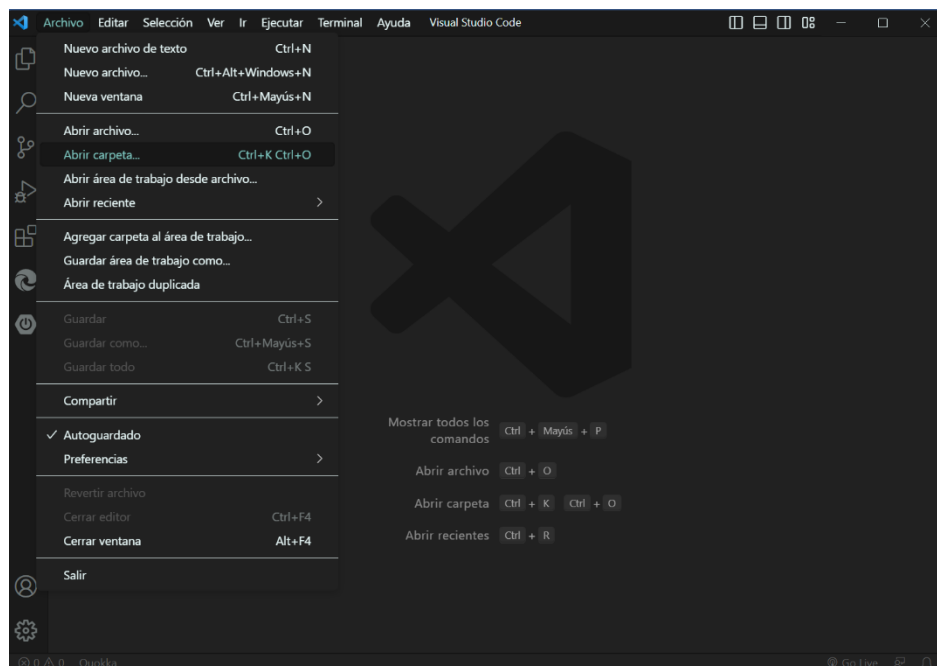 Archivo Editar Selección Ver Ir Ejecutar Terminal Ayuda Visual Studio Code
Nuevo archivo de texto Ctrl+N
Nuevo archivo... Ctrl+Alt+Windows+N
Nueva ventana Ctrl+Mayús+N
Abrir archivo... Ctrl+O
Abrir carpeta... Ctrl+K Ctrl+O
Abrir área de trabajo desde archivo...
Abrir reciente
Agregar carpeta al área de trabajo...
Guardar área de trabajo como...
Área de trabajo duplicada
Guardar Ctrl+S
Guardar como... Ctrl+Mayús+S
Guardar todo Ctrl+K S
Compartir
Autoguardado
Preferencias
Revertir archivo
Cerrar editor Ctrl+F4
Cerrar ventana Alt+F4
Salir
Mostrar todos los
comandos Ctrl + Mayús + P
Abrir archivo Ctrl + O
Abrir carpeta Ctrl + K Ctrl + O
Abrir recientes Ctrl + R
0 0 Quokka Go Live